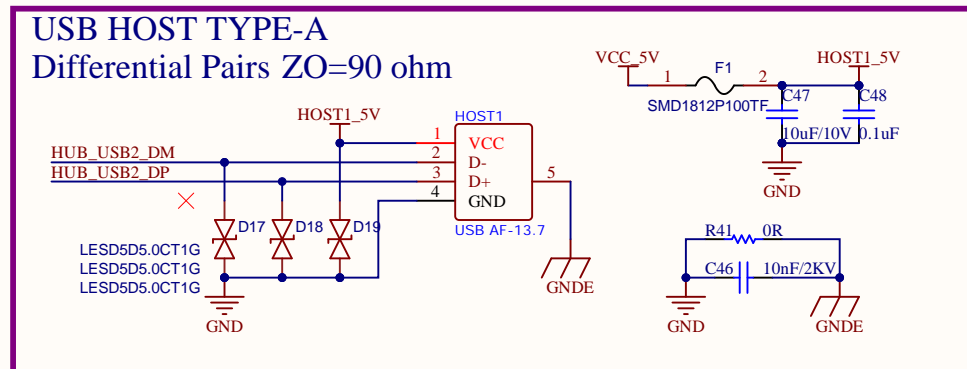 USB HOST TYPE-A
Differential Pairs ZO=90 ohm
VCC_5V
1
F1
2
HOST1_5V
SMD1812P100TF
C47
C48
10uF/10V
0.1uF
GND
HOST1_5V
HOST1
1
VCC
HUB_USB2_DM
2
D-
HUB_USB2_DP
3
D+
5
4
GND
USB AF-13.7
D17
D18
D19
LESD5D5.0CT1G
LESD5D5.0CT1G
LESD5D5.0CT1G
GND
GNDE
R41
0R
C46
10nF/2KV
GND
GNDE